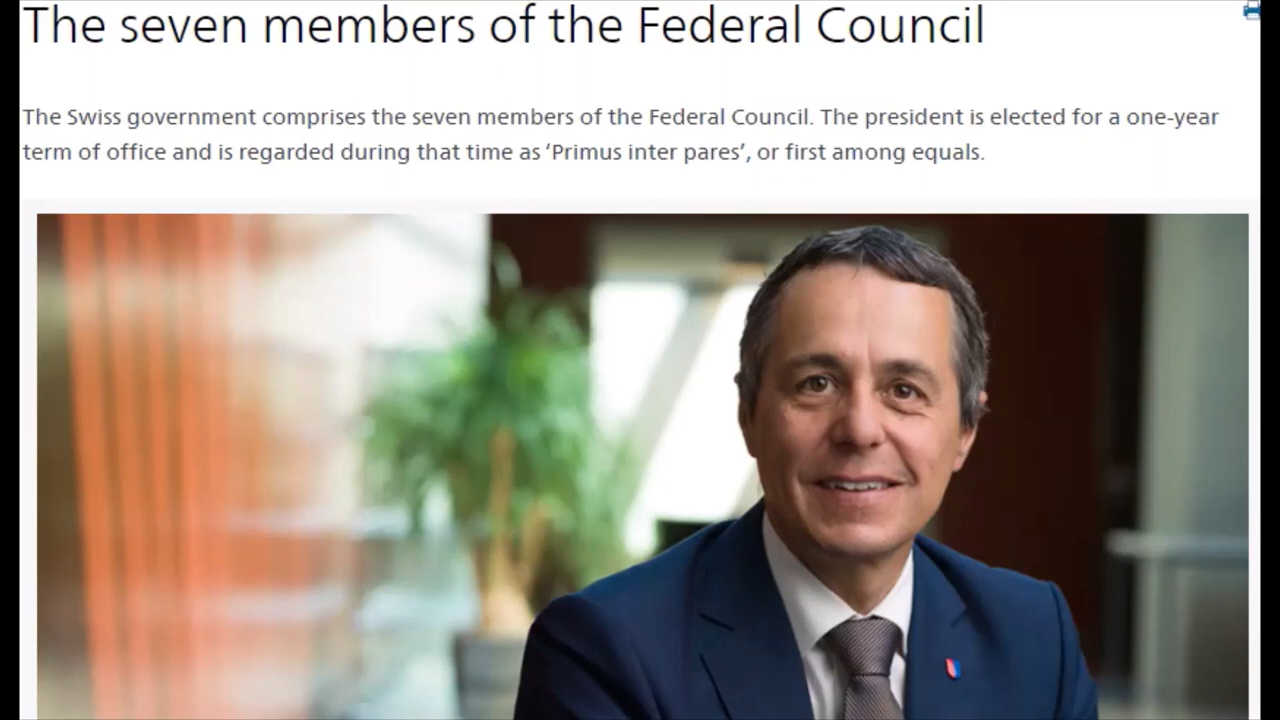 The seven members of the Federal Council
The Swiss government comprises the seven members of the Federal Council. The president is elected for a one-year
term of office and is regarded during that time as ‘Primus inter pares’, or first among equals.